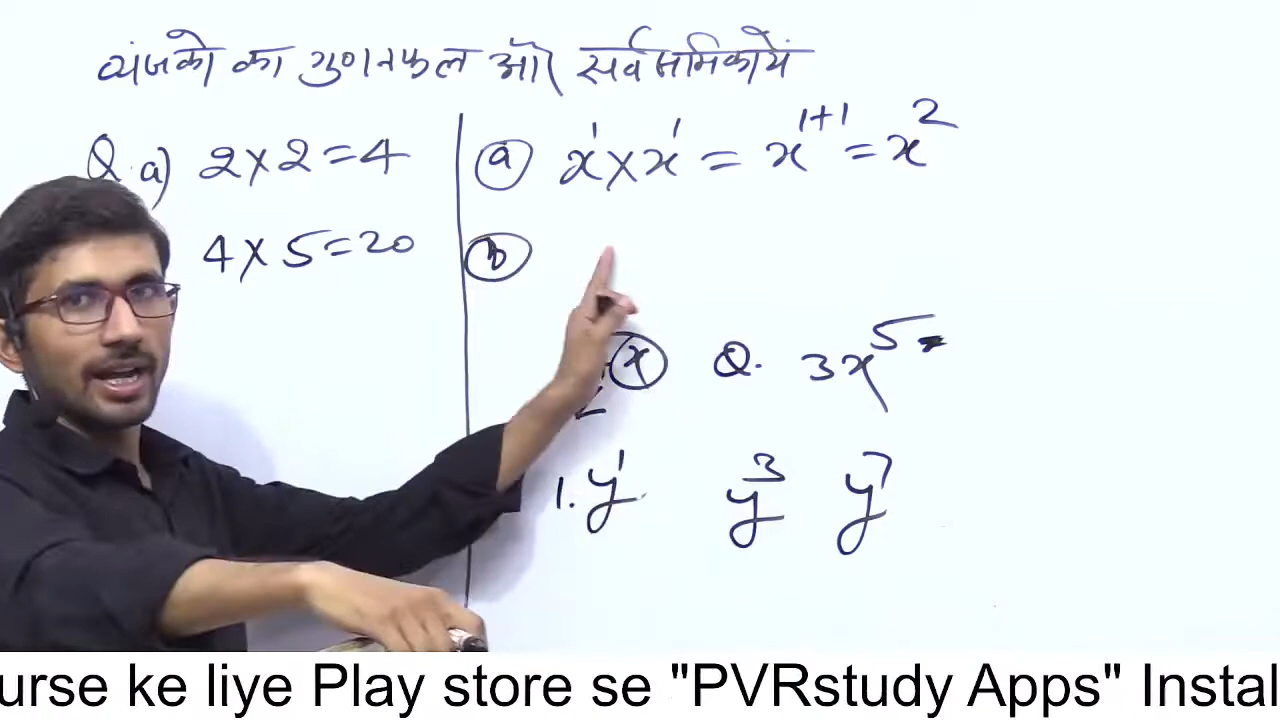 व्यंजको का गुणनफल और सर्वसमिकायें
Q. a) 2 × 2 = 4
4 × 5 = 20
(a) x¹ × x¹ = x¹⁺¹ = x²
(b)
(x) Q. 3x⁵
1. y¹ y³ y⁷
urse ke liye Play store se "PVRstudy Apps" Instal